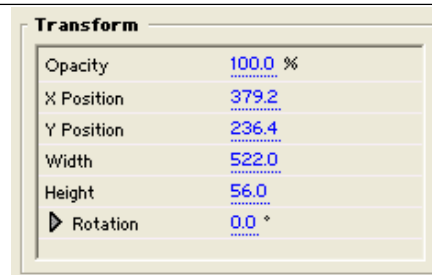 Transform
Opacity 100.0 %
X Position 379.2
Y Position 236.4
Width 522.0
Height 56.0
Rotation 0.0 °